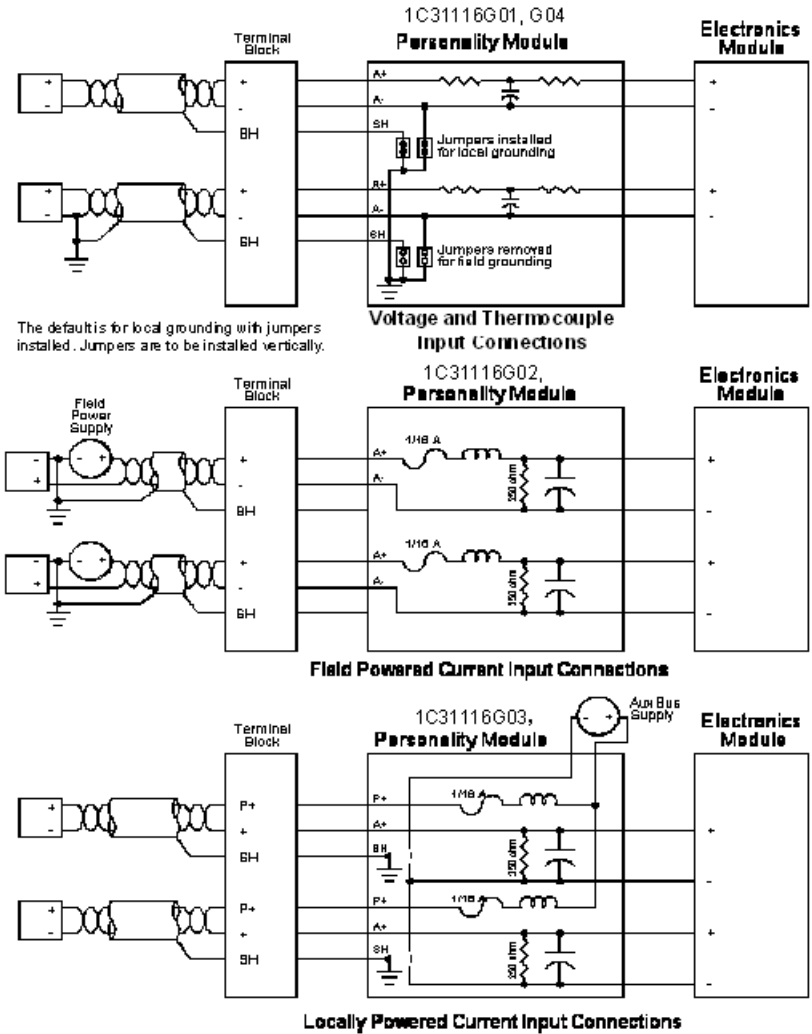 1C31116G01, G04
Personality Module
Electronics
Module
Terminal
Block
+
-
SH
+
-
SH
A+
A-
SH
Jumpers installed
for local grounding
A-
SH
Jumpers removed
for field grounding
+
-
+
-
The default is for local grounding with jumpers
installed. Jumpers are to be installed vertically.
Voltage and Thermocouple
Input Connections
1C31116G02,
Personality Module
Electronics
Module
Terminal
Block
Field
Power
Supply
- +
-
+
+
-
SH
+
-
SH
A+
A-
1/16 A
250 ohm
A+
A-
1/16 A
250 ohm
+
-
+
-
Field Powered Current Input Connections
1C31116G03,
Personality Module
Aux Bus
Supply
- +
Electronics
Module
Terminal
Block
P+
+
SH
P+
+
SH
P+
A+
SH
1/16 A
250 ohm
P+
A+
SH
1/16 A
250 ohm
+
-
+
-
Locally Powered Current Input Connections